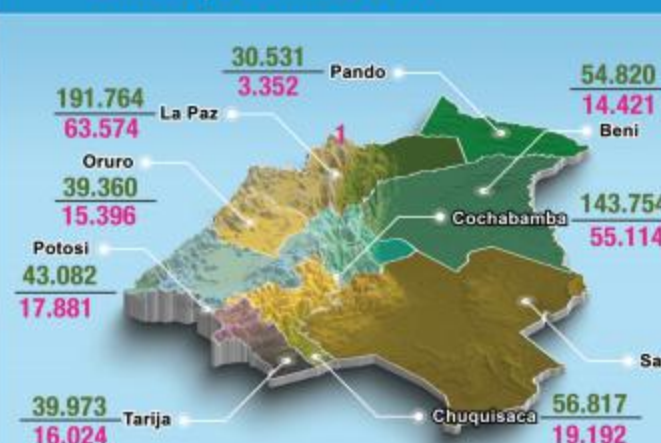 30.531
3.352
Pando
54.820
14.421
Beni
191.764
63.574
La Paz
1
Oruro
39.360
15.396
143.754
55.114
Cochabamba
Potosi
43.082
17.881
Sa
39.973
16.024
Tarija
Chuquisaca
56.817
19.192